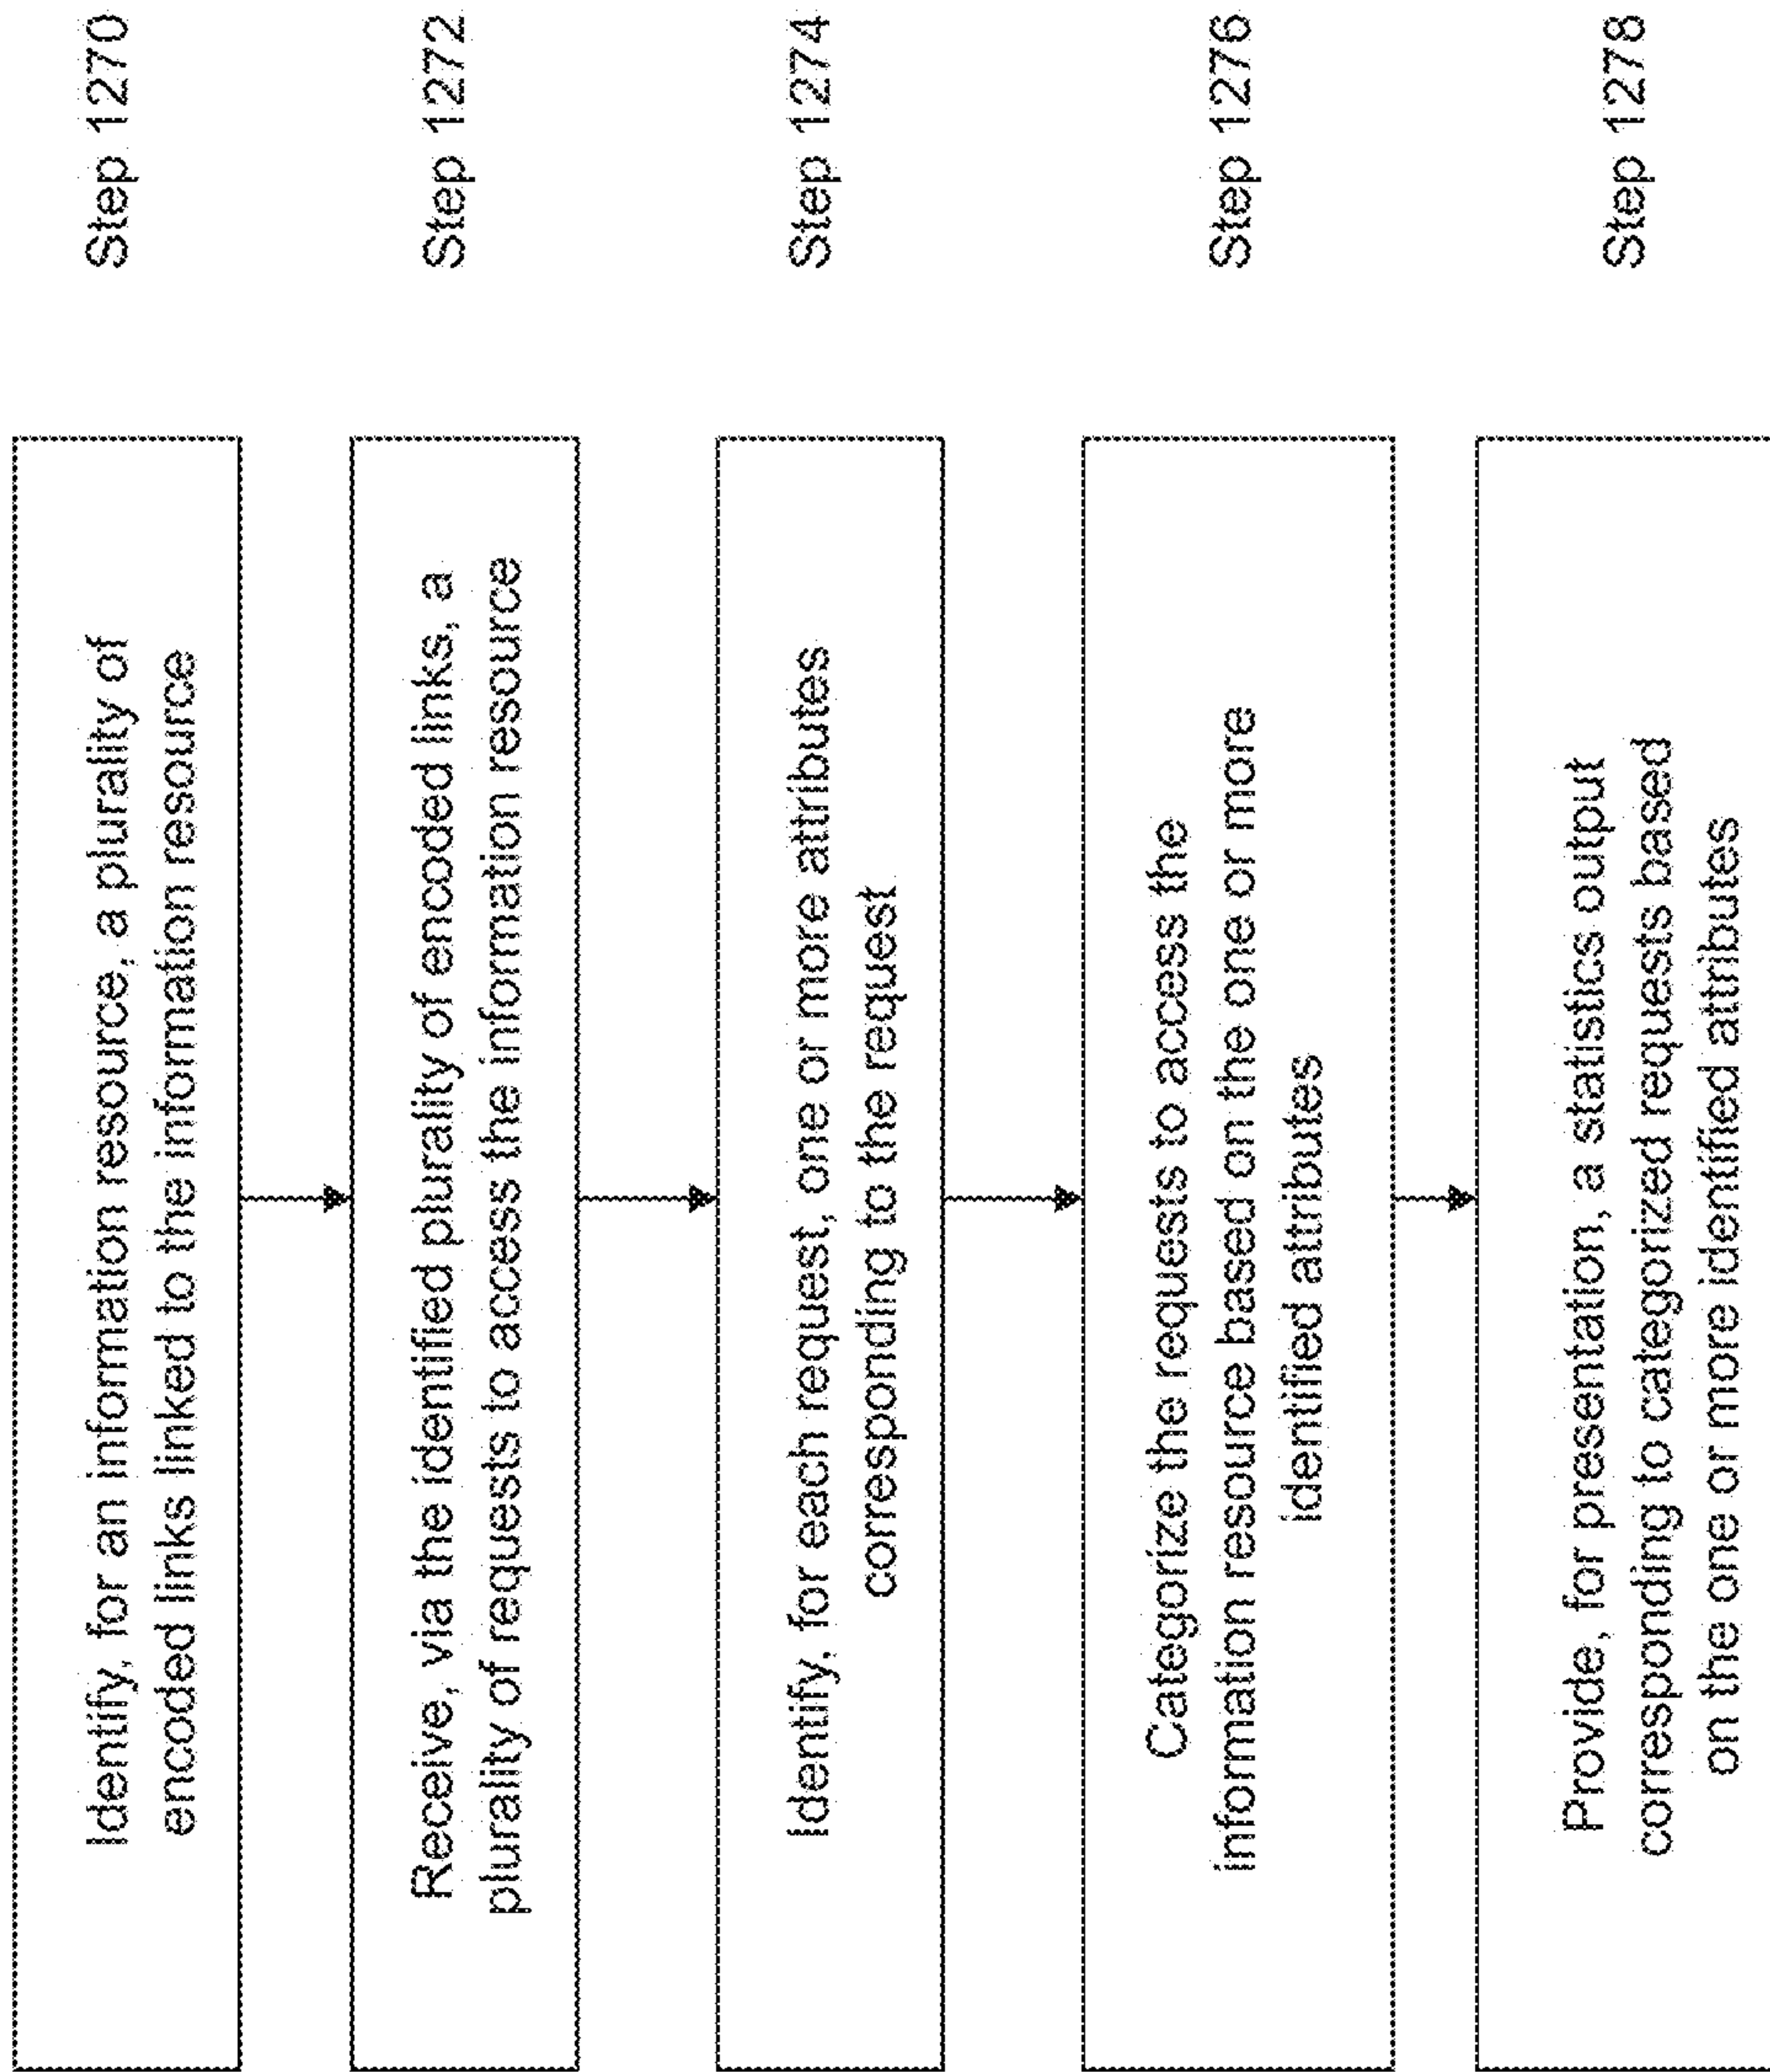 Identify, for an information resource, a plurality of
encoded links linked to the information resource
Step 1270
Receive, via the identified plurality of encoded links, a
plurality of requests to access the information resource
Step 1272
Identify, for each request, one or more attributes
corresponding to the request
Step 1274
Categorize the requests to access the
information resource based on the one or more
identified attributes
Step 1276
Provide, for presentation, a statistics output
corresponding to categorized requests based
on the one or more identified attributes
Step 1278